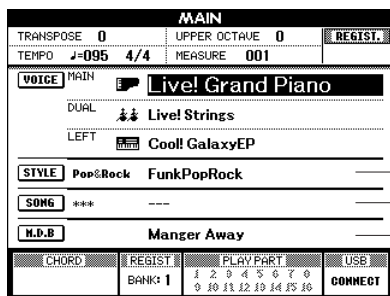 MAIN
TRANSPOSE 0 UPPER OCTAVE 0 REGIST.
TEMPO ♩=095 4/4 MEASURE 001
VOICE MAIN Live! Grand Piano
DUAL Live! Strings
LEFT Cool! GalaxyEP
STYLE Pop&Rock FunkPopRock
SONG *** ---
M.D.B Manger Away
CHORD REGIST PLAY PART USB
BANK: 1 1 2 3 4 5 6 7 8 CONNECT
9 10 11 12 13 14 15 16